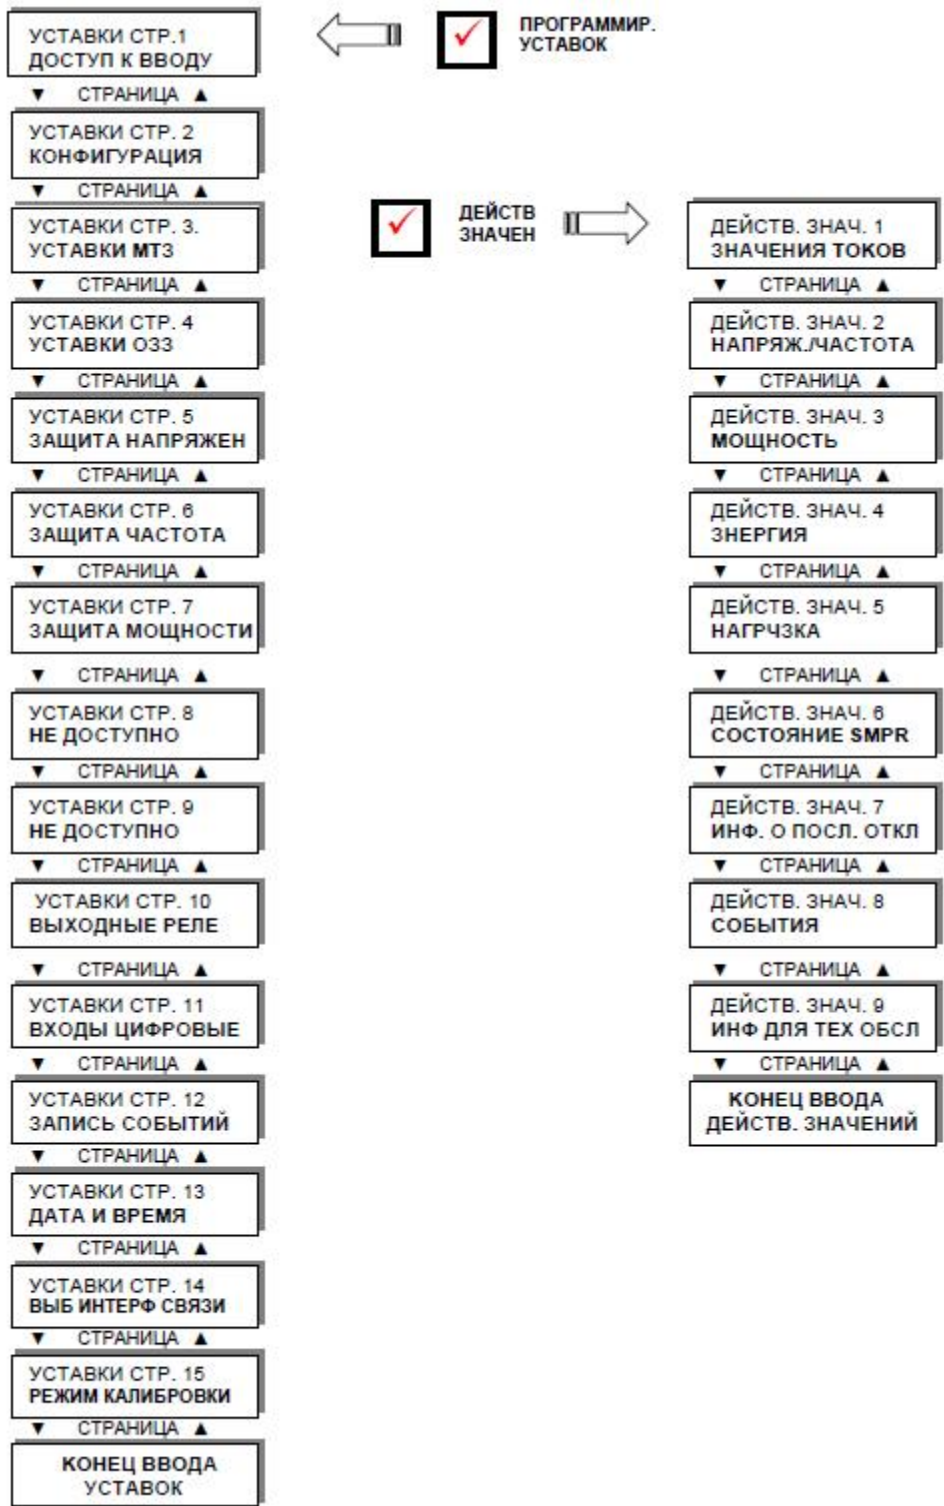 УСТАВКИ СТР.1
ДОСТУП К ВВОДУ
▼ СТРАНИЦА ▲
УСТАВКИ СТР. 2
КОНФИГУРАЦИЯ
▼ СТРАНИЦА ▲
УСТАВКИ СТР. 3.
УСТАВКИ МТЗ
▼ СТРАНИЦА ▲
УСТАВКИ СТР. 4
УСТАВКИ ОЗЗ
▼ СТРАНИЦА ▲
УСТАВКИ СТР. 5
ЗАЩИТА НАПРЯЖЕН
▼ СТРАНИЦА ▲
УСТАВКИ СТР. 6
ЗАЩИТА ЧАСТОТА
▼ СТРАНИЦА ▲
УСТАВКИ СТР. 7
ЗАЩИТА МОЩНОСТИ
▼ СТРАНИЦА ▲
УСТАВКИ СТР. 8
НЕ ДОСТУПНО
▼ СТРАНИЦА ▲
УСТАВКИ СТР. 9
НЕ ДОСТУПНО
▼ СТРАНИЦА ▲
УСТАВКИ СТР. 10
ВЫХОДНЫЕ РЕЛЕ
▼ СТРАНИЦА ▲
УСТАВКИ СТР. 11
ВХОДЫ ЦИФРОВЫЕ
▼ СТРАНИЦА ▲
УСТАВКИ СТР. 12
ЗАПИСЬ СОБЫТИЙ
▼ СТРАНИЦА ▲
УСТАВКИ СТР. 13
ДАТА И ВРЕМЯ
▼ СТРАНИЦА ▲
УСТАВКИ СТР. 14
ВЫБ ИНТЕРФ СВЯЗИ
▼ СТРАНИЦА ▲
УСТАВКИ СТР. 15
РЕЖИМ КАЛИБРОВКИ
▼ СТРАНИЦА ▲
КОНЕЦ ВВОДА
УСТАВОК
ПРОГРАММИР.
УСТАВОК
ДЕЙСТВ
ЗНАЧЕН
ДЕЙСТВ. ЗНАЧ. 1
ЗНАЧЕНИЯ ТОКОВ
▼ СТРАНИЦА ▲
ДЕЙСТВ. ЗНАЧ. 2
НАПРЯЖ./ЧАСТОТА
▼ СТРАНИЦА ▲
ДЕЙСТВ. ЗНАЧ. 3
МОЩНОСТЬ
▼ СТРАНИЦА ▲
ДЕЙСТВ. ЗНАЧ. 4
ЗНЕРГИЯ
▼ СТРАНИЦА ▲
ДЕЙСТВ. ЗНАЧ. 5
НАГРЧЗКА
▼ СТРАНИЦА ▲
ДЕЙСТВ. ЗНАЧ. 6
СОСТОЯНИЕ SMPR
▼ СТРАНИЦА ▲
ДЕЙСТВ. ЗНАЧ. 7
ИНФ. О ПОСЛ. ОТКЛ
▼ СТРАНИЦА ▲
ДЕЙСТВ. ЗНАЧ. 8
СОБЫТИЯ
▼ СТРАНИЦА ▲
ДЕЙСТВ. ЗНАЧ. 9
ИНФ ДЛЯ ТЕХ ОБСЛ
▼ СТРАНИЦА ▲
КОНЕЦ ВВОДА
ДЕЙСТВ. ЗНАЧЕНИЙ